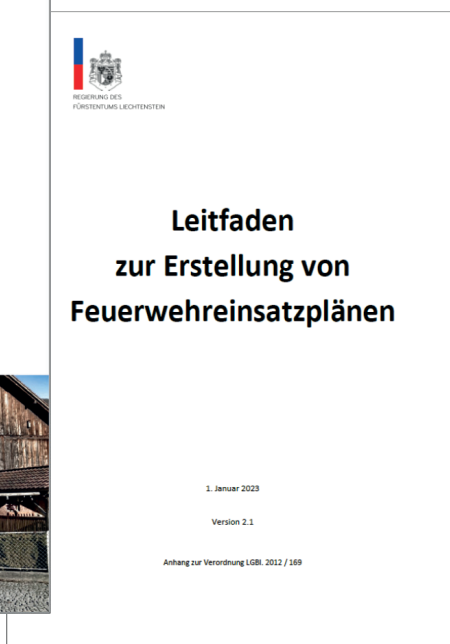 REGIERUNG DES
FÜRSTENTUMS LIECHTENSTEIN
Leitfaden
zur Erstellung von
Feuerwehreinsatzplänen
1. Januar 2023
Version 2.1
Anhang zur Verordnung LGBl. 2012 / 169